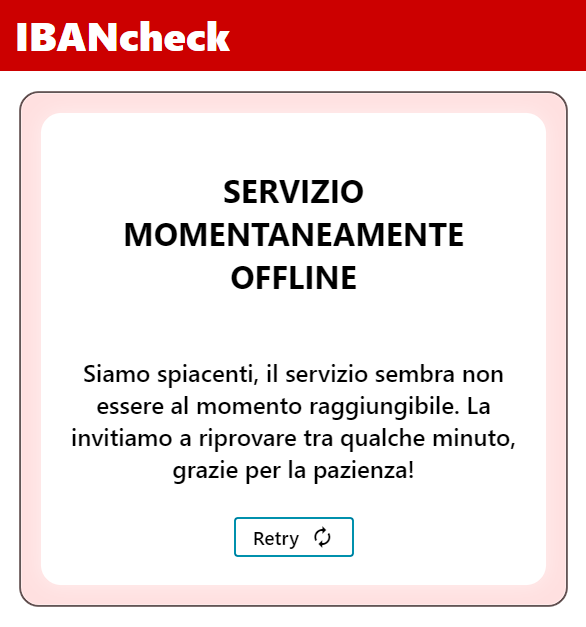 IBANcheck
SERVIZIO
MOMENTANEAMENTE
OFFLINE
Siamo spiacenti, il servizio sembra non
essere al momento raggiungibile. La
invitiamo a riprovare tra qualche minuto,
grazie per la pazienza!
Retry